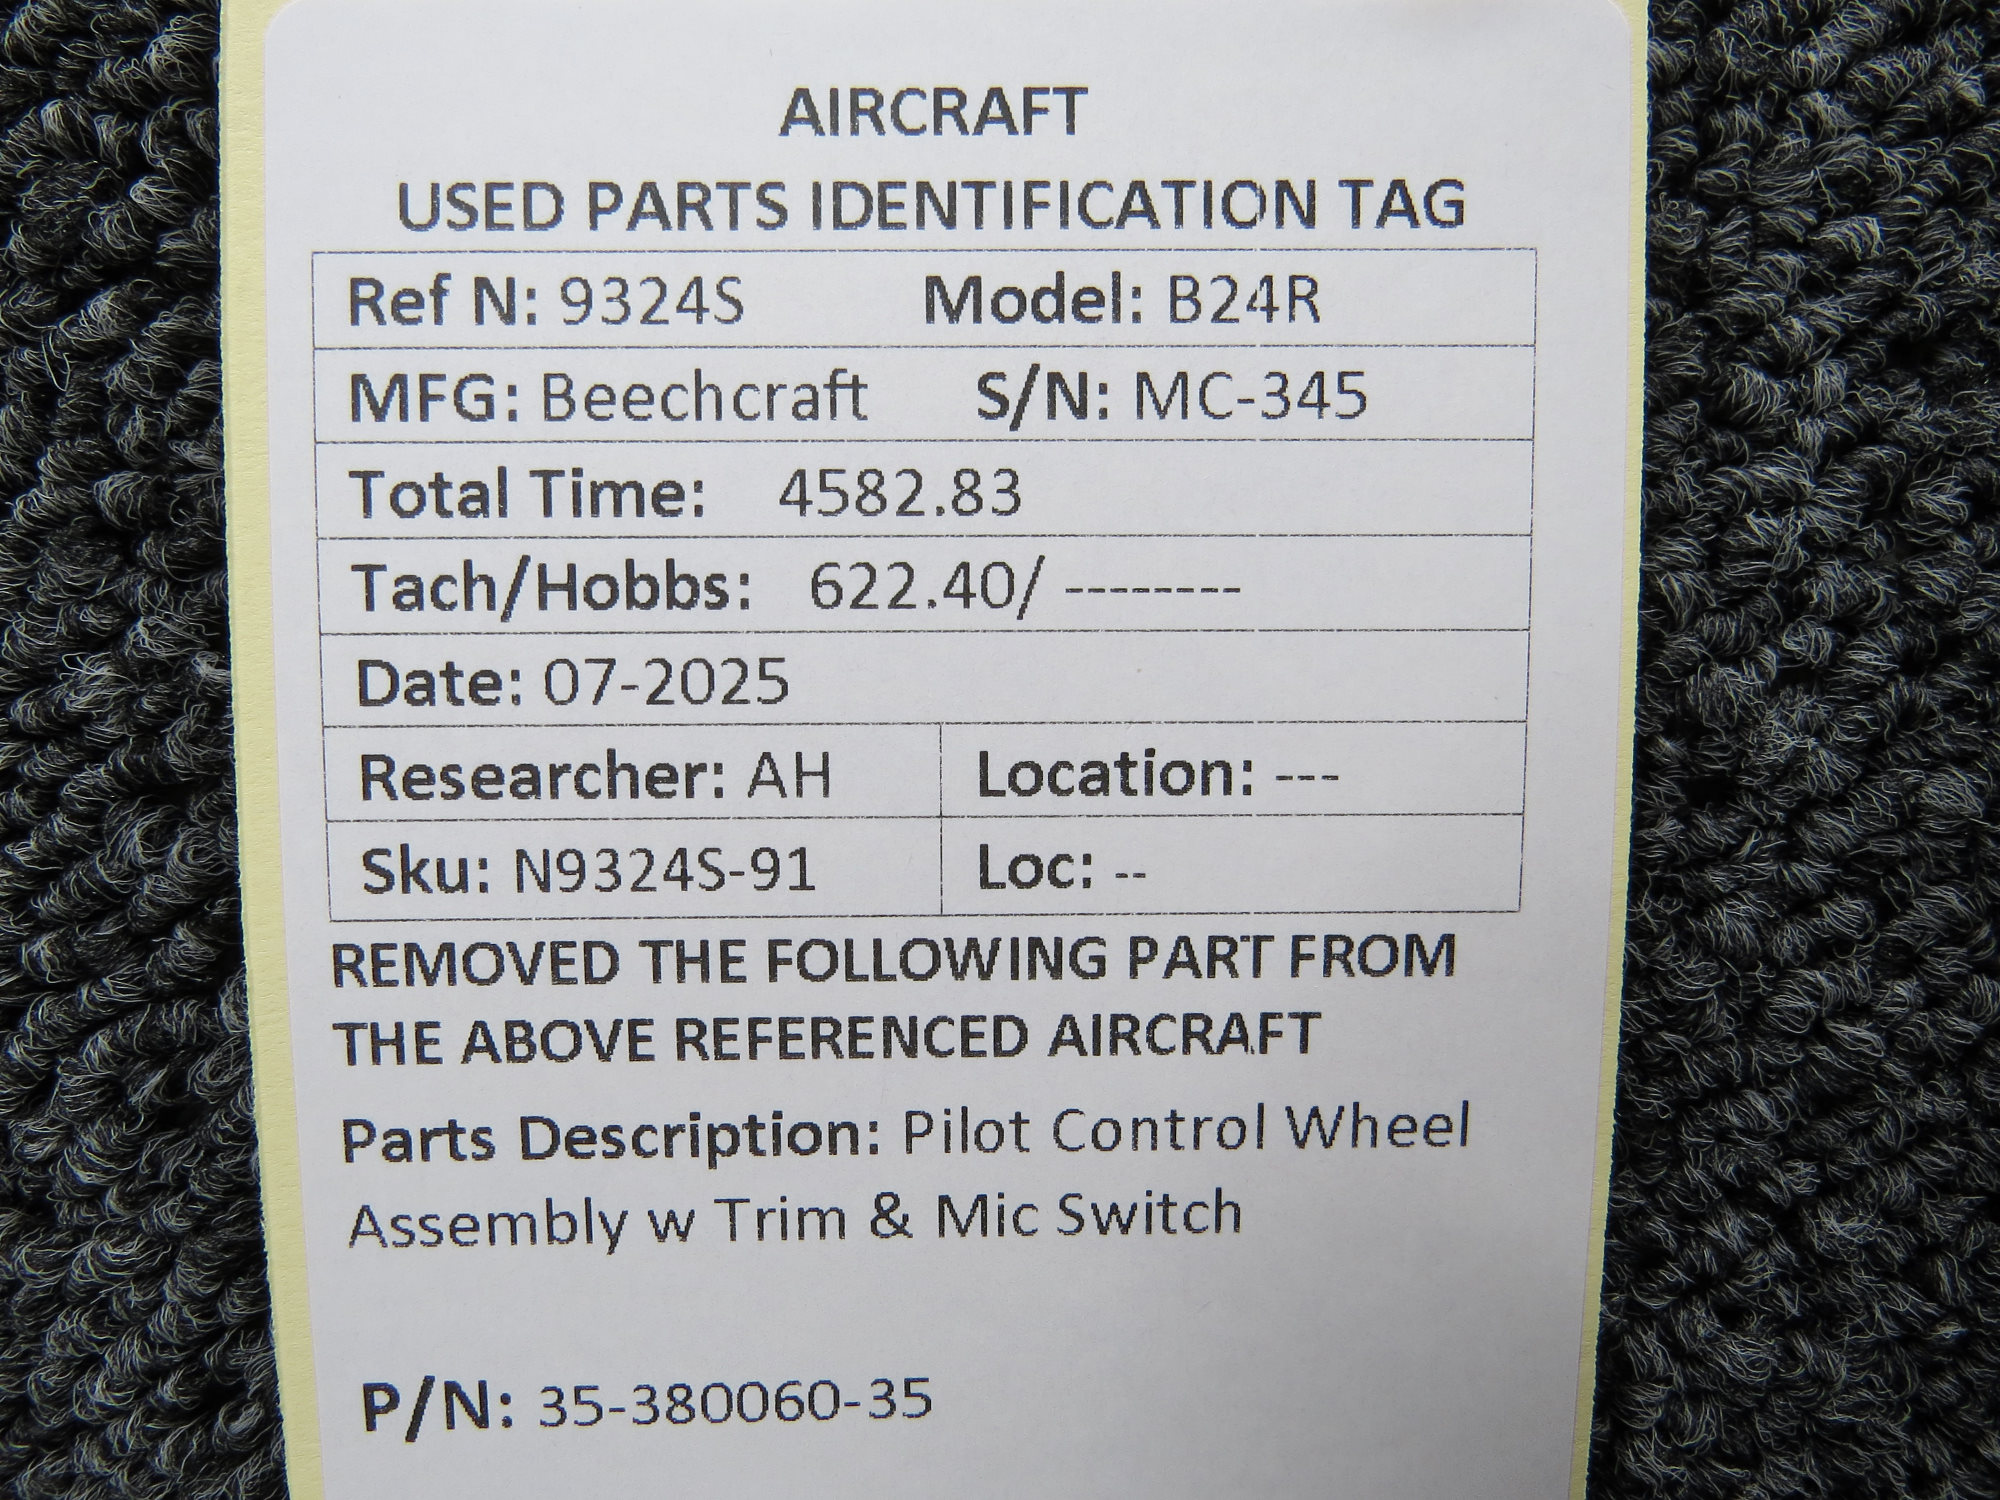 AIRCRAFT
USED PARTS IDENTIFICATION TAG
Ref N: 9324S Model: B24R
MFG: Beechcraft S/N: MC-345
Total Time: 4582.83
Tach/Hobbs: 622.40/ --------
Date: 07-2025
Researcher: AH Location: ---
Sku: N9324S-91 Loc: --
REMOVED THE FOLLOWING PART FROM
THE ABOVE REFERENCED AIRCRAFT
Parts Description: Pilot Control Wheel
Assembly w Trim & Mic Switch
P/N: 35-380060-35